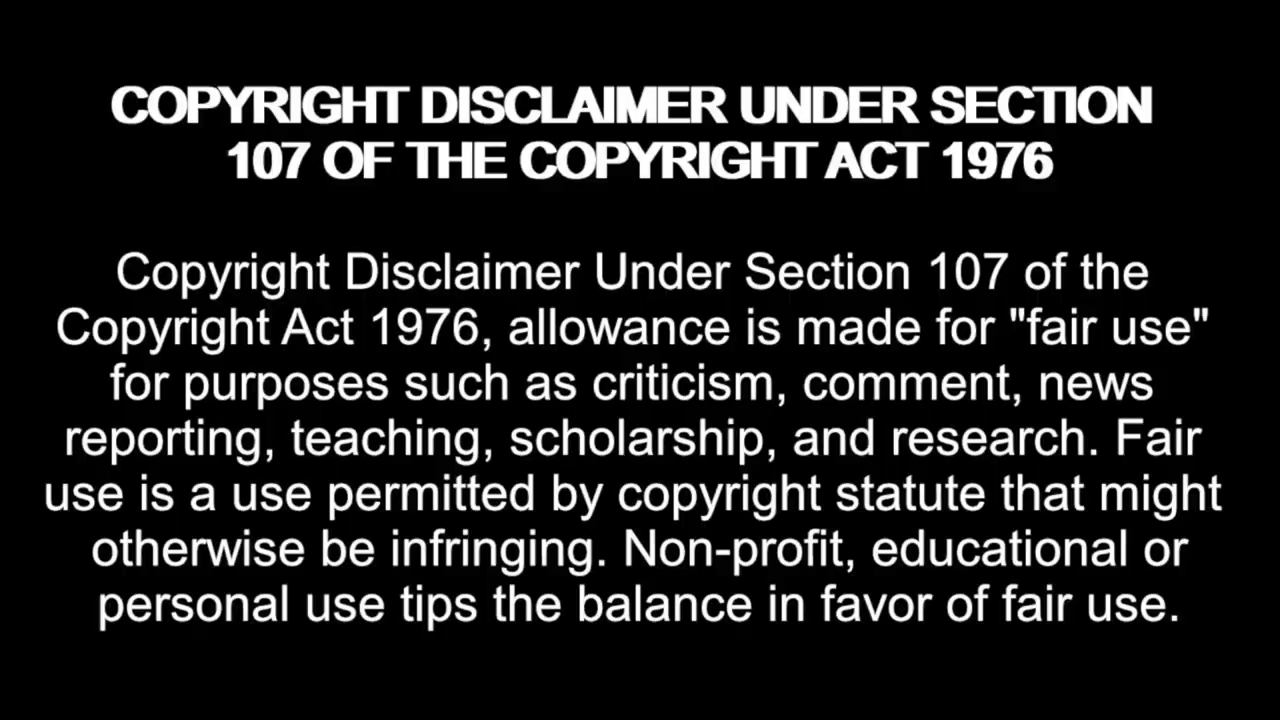 COPYRIGHT DISCLAIMER UNDER SECTION
107 OF THE COPYRIGHT ACT 1976
Copyright Disclaimer Under Section 107 of the
Copyright Act 1976, allowance is made for "fair use"
for purposes such as criticism, comment, news
reporting, teaching, scholarship, and research. Fair
use is a use permitted by copyright statute that might
otherwise be infringing. Non-profit, educational or
personal use tips the balance in favor of fair use.